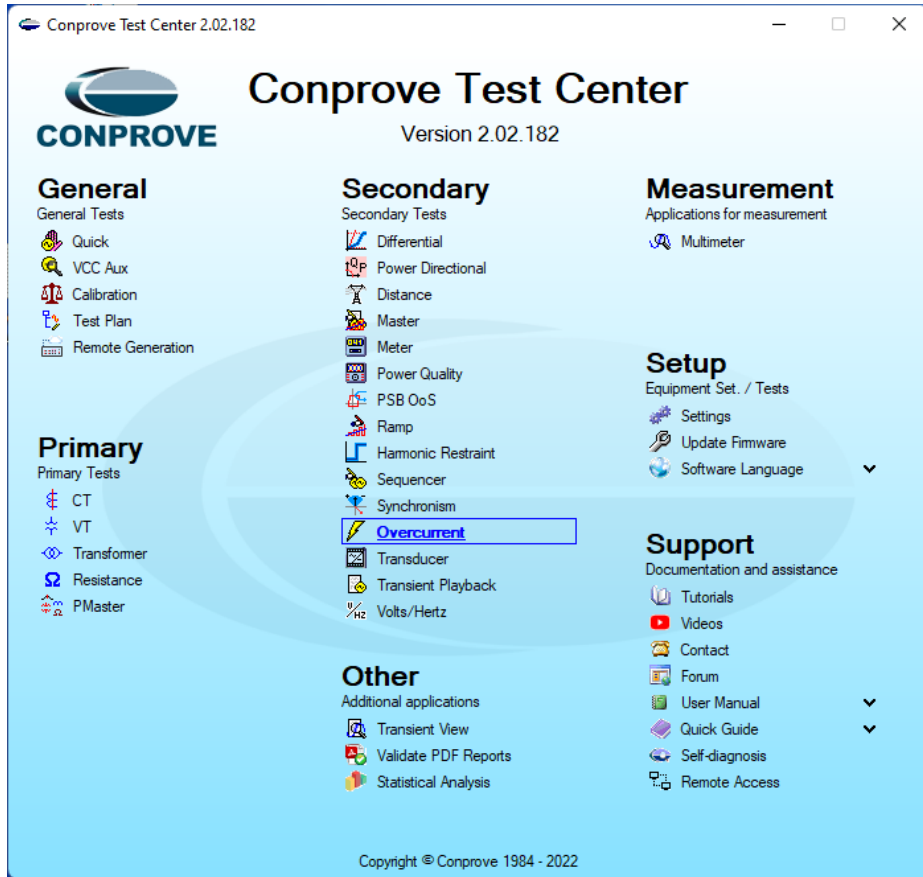 Conprove Test Center 2.02.182
CONPROVE
Conprove Test Center
Version 2.02.182
General
General Tests
Quick
VCC Aux
Calibration
Test Plan
Remote Generation
Primary
Primary Tests
CT
VT
Transformer
Resistance
PMaster
Secondary
Secondary Tests
Differential
Power Directional
Distance
Master
Meter
Power Quality
PSB OoS
Ramp
Harmonic Restraint
Sequencer
Synchronism
Overcurrent
Transducer
Transient Playback
Volts/Hertz
Other
Additional applications
Transient View
Validate PDF Reports
Statistical Analysis
Measurement
Applications for measurement
Multimeter
Setup
Equipment Set. / Tests
Settings
Update Firmware
Software Language
Support
Documentation and assistance
Tutorials
Videos
Contact
Forum
User Manual
Quick Guide
Self-diagnosis
Remote Access
Copyright © Conprove 1984 - 2022